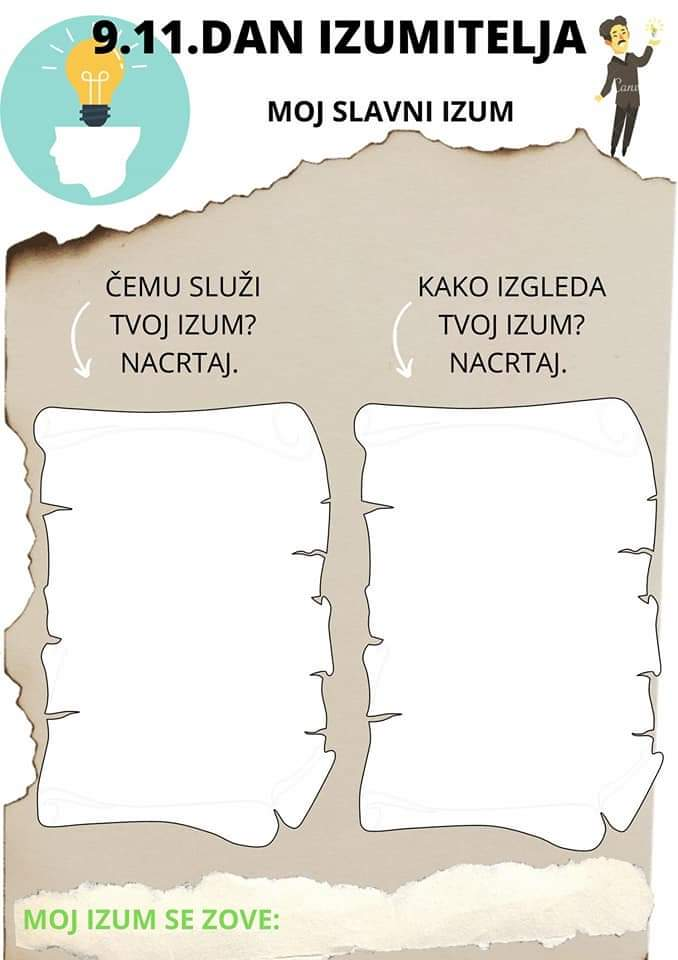 9.11.DAN IZUMITELJA
MOJ SLAVNI IZUM
ČEMU SLUŽI
TVOJ IZUM?
NACRTAJ.
KAKO IZGLEDA
TVOJ IZUM?
NACRTAJ.
MOJ IZUM SE ZOVE: